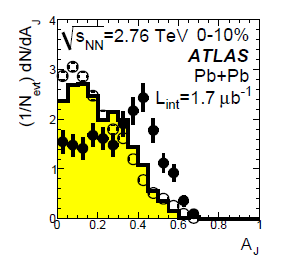 4
√sNN=2.76 TeV 0-10%
ATLAS
Pb+Pb
Lint=1.7 μb-1
3
2
1
0
0 0.2 0.4 0.6 0.8 1
(1/Nevt) dN/dAJ
AJ